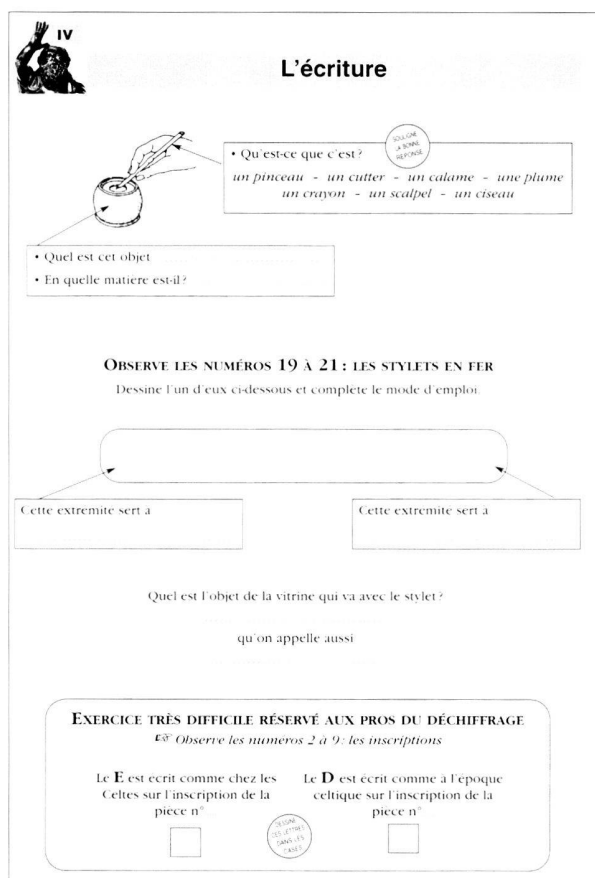 IV
L'écriture
SOULIGNE
LA BONNE
RÉPONSE
• Qu'est-ce que c'est?
un pinceau - un cutter - un calame - une plume
un crayon - un scalpel - un ciseau
• Quel est cet objet
• En quelle matière est-il?
OBSERVE LES NUMÉROS 19 À 21 : LES STYLETS EN FER
Dessine l'un d'eux ci-dessous et complète le mode d'emploi.
Cette extremite sert a
Cette extremite sert a
Quel est l'objet de la vitrine qui va avec le stylet?
qu'on appelle aussi
EXERCICE TRÈS DIFFICILE RÉSERVÉ AUX PROS DU DÉCHIFFRAGE
☞ Observe les numéros 2 à 9: les inscriptions
Le E est écrit comme chez les
Celtes sur l'inscription de la
pièce n°
Le D est écrit comme à l'époque
celtique sur l'inscription de la
pièce n°
DESSINE
CES LETTRES
DANS LES
CASES